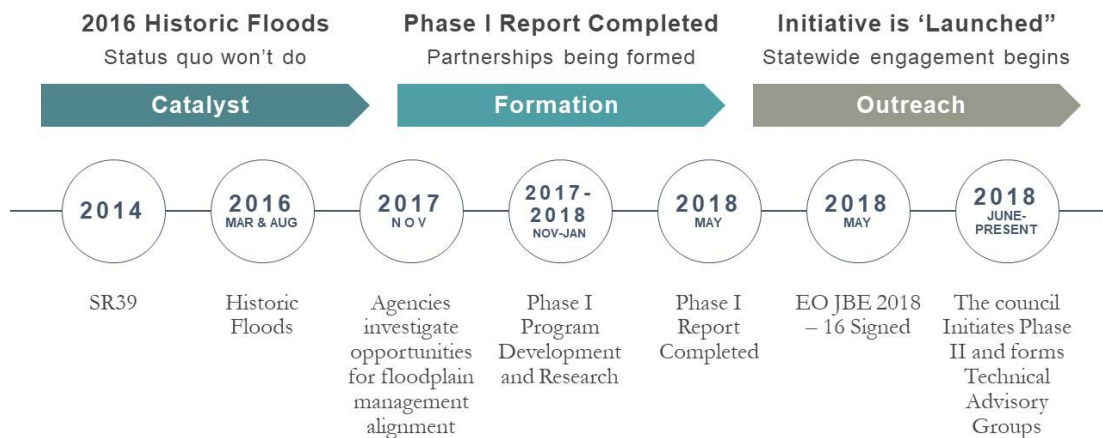 2016 Historic Floods
Status quo won't do
Catalyst
Phase I Report Completed
Partnerships being formed
Formation
Initiative is ‘Launched”
Statewide engagement begins
Outreach
2014
SR39
2016
MAR & AUG
Historic
Floods
2017
NOV
Agencies
investigate
opportunities
for floodplain
management
alignment
2017-
2018
NOV-JAN
Phase I
Program
Development
and Research
2018
MAY
Phase I
Report
Completed
2018
MAY
EO JBE 2018
– 16 Signed
2018
JUNE-
PRESENT
The council
Initiates Phase
II and forms
Technical
Advisory
Groups